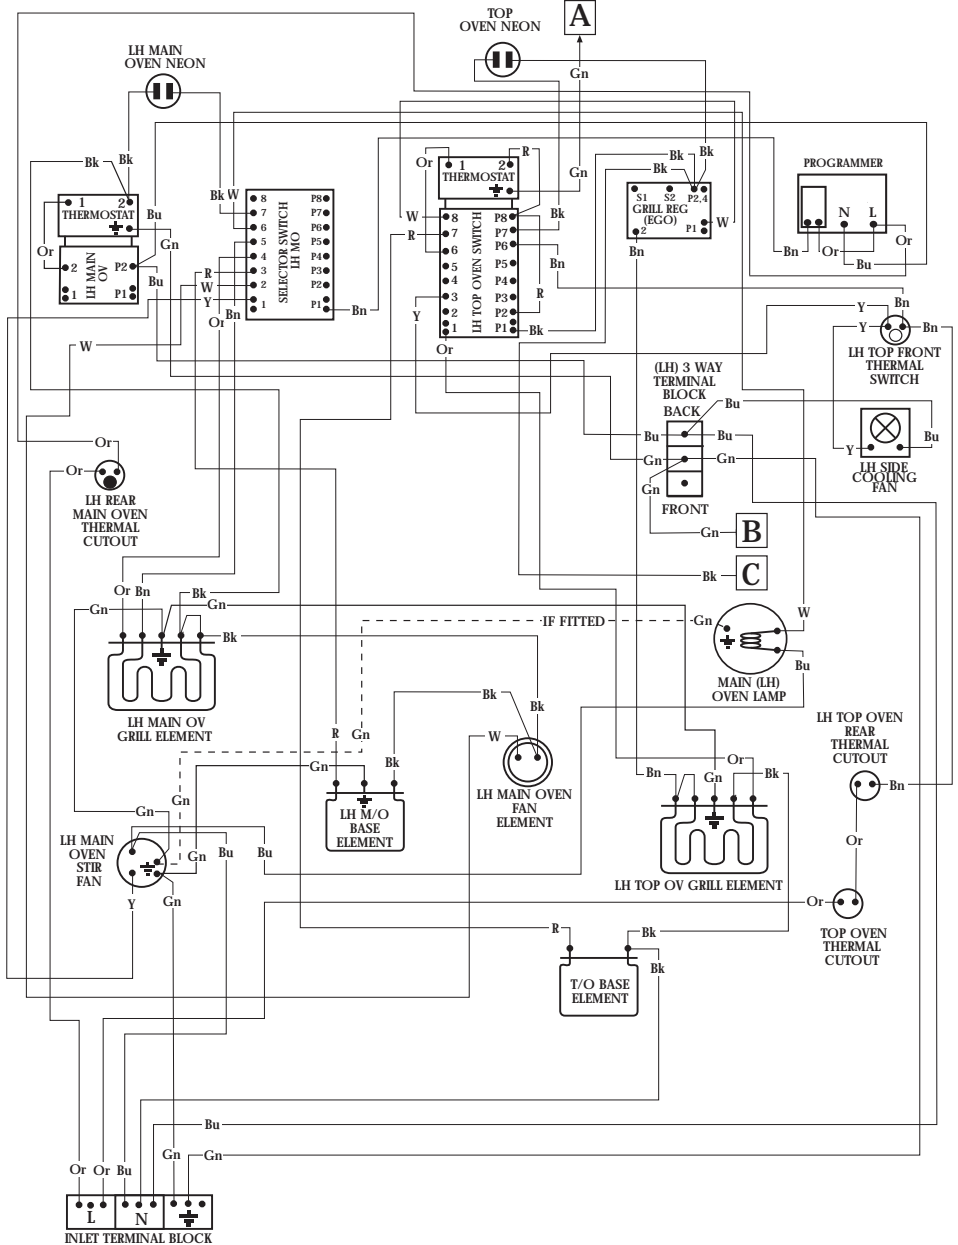 TOP
OVEN NEON
A
LH MAIN
OVEN NEON
Gn
Bk
Bk
Or
1
2
R
THERMOSTAT
Bk
Bk
Bk
Gn
PROGRAMMER
N
L
Bn
Or
Bu
Or
1
2
THERMOSTAT
Bu
Gn
Or
2
1
LH MAIN
OV
P2
P1
Bu
Bk
W
8
7
6
5
4
3
2
1
SELECTOR SWITCH
LH MO
P8
P7
P6
P5
P4
P3
P2
P1
R
W
Y
Or
Bn
Bn
W
R
8
7
6
5
4
3
2
1
LH TOP OVEN SWITCH
P8
P7
P6
P5
P4
P3
P2
P1
Bk
Bn
R
Bk
Y
Or
S1
S2
P2,4
GRILL REG
(EGO)
2
P1
W
Bn
W
Y
Bn
Y
Bn
LH TOP FRONT
THERMAL
SWITCH
(LH) 3 WAY
TERMINAL
BLOCK
BACK
Bu
Bu
Bu
Gn
Gn
Gn
FRONT
Y
Bu
LH SIDE
COOLING
FAN
Or
Or
LH REAR
MAIN OVEN
THERMAL
CUTOUT
Gn
B
Bk
C
Or
Bn
Bk
Gn
Gn
Bk
LH MAIN OV
GRILL ELEMENT
IF FITTED
Gn
W
Bu
MAIN (LH)
OVEN LAMP
Bk
Bk
W
R
Gn
Bk
Gn
LH M/O
BASE
ELEMENT
LH MAIN OVEN
FAN
ELEMENT
Or
Bn
Gn
Bk
LH TOP OV GRILL ELEMENT
LH TOP OVEN
REAR
THERMAL
CUTOUT
Bn
Or
Or
TOP OVEN
THERMAL
CUTOUT
LH MAIN
OVEN
STIR
FAN
Gn
Gn
Gn
Bu
Bu
Y
Gn
R
Bk
Bk
T/O BASE
ELEMENT
Bu
Gn
Gn
Or
Or
Bu
L
N
INLET TERMINAL BLOCK